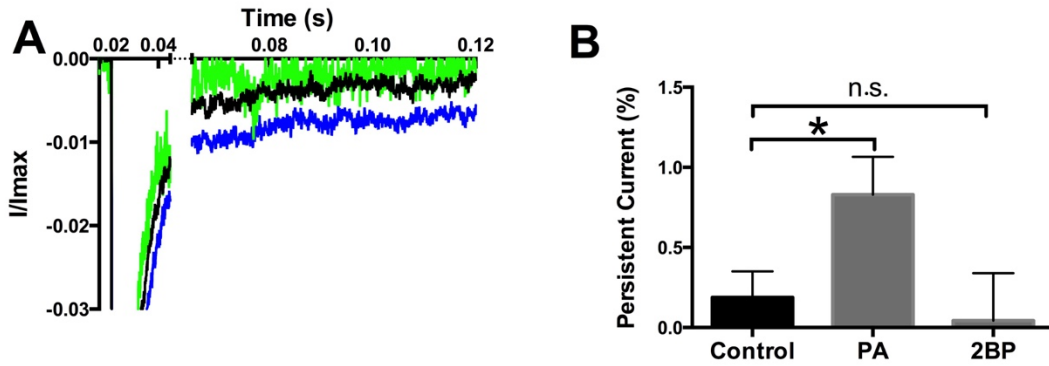 A
Time (s)
0.02 0.04 0.08 0.10 0.12
0.00
-0.01
-0.02
-0.03
I/Imax
B
Persistent Current (%)
1.5
1.0
0.5
0.0
n.s.
*
Control PA 2BP